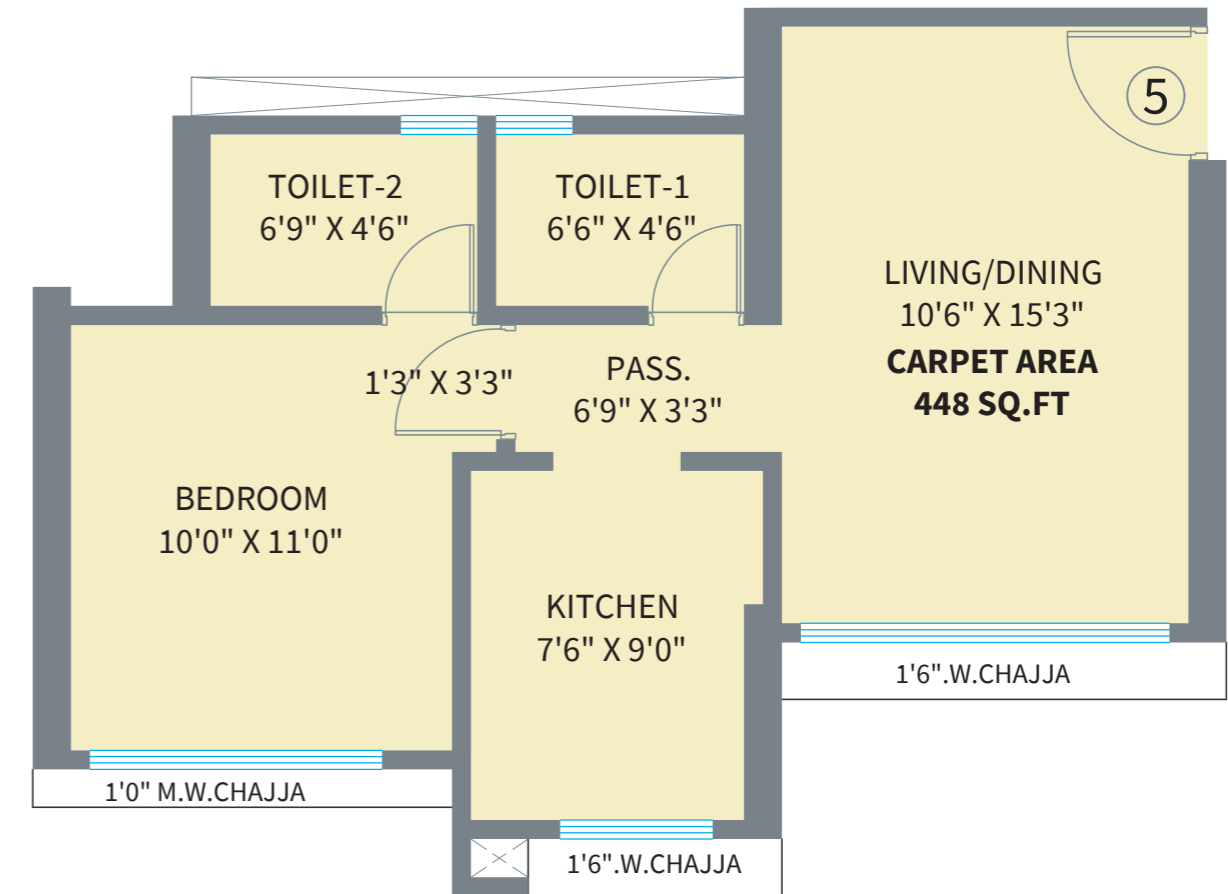 5
TOILET-2
6'9" X 4'6"
TOILET-1
6'6" X 4'6"
LIVING/DINING
10'6" X 15'3"
CARPET AREA
448 SQ.FT
1'3" X 3'3"
PASS.
6'9" X 3'3"
BEDROOM
10'0" X 11'0"
KITCHEN
7'6" X 9'0"
1'6".W.CHAJJA
1'0" M.W.CHAJJA
1'6".W.CHAJJA